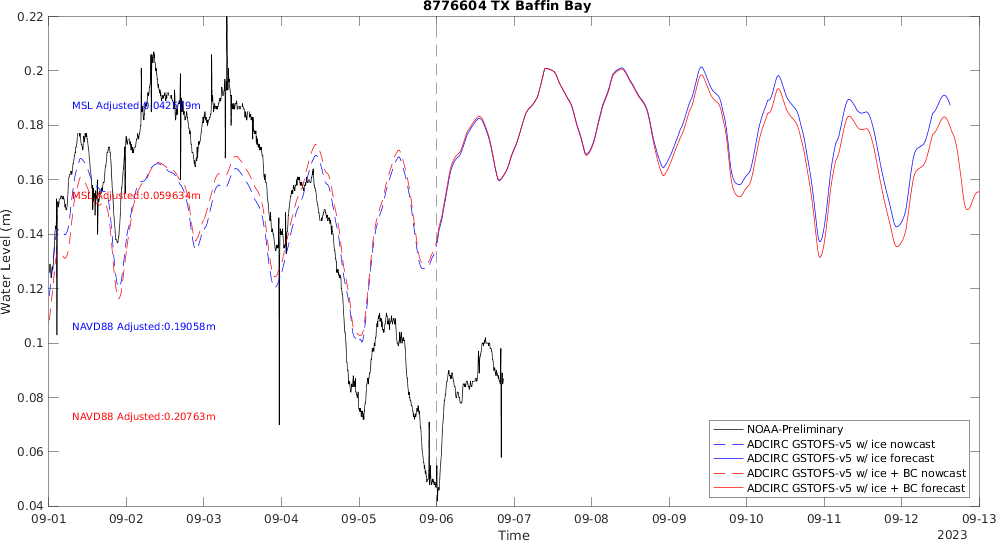 8776604 TX Baffin Bay
0.22
0.2
0.18
0.16
0.14
0.12
0.1
0.08
0.06
0.04
Water Level (m)
MSL Adjusted:
MSL Adjusted:0.059634m
NAVD88 Adjusted:0.19058m
NAVD88 Adjusted:0.20763m
NOAA-Preliminary
ADCIRC GSTOFS-v5 w/ ice nowcast
ADCIRC GSTOFS-v5 w/ ice forecast
ADCIRC GSTOFS-v5 w/ ice + BC nowcast
ADCIRC GSTOFS-v5 w/ ice + BC forecast
09-01 09-02 09-03 09-04 09-05 09-06 09-07 09-08 09-09 09-10 09-11 09-12 09-13
Time
2023